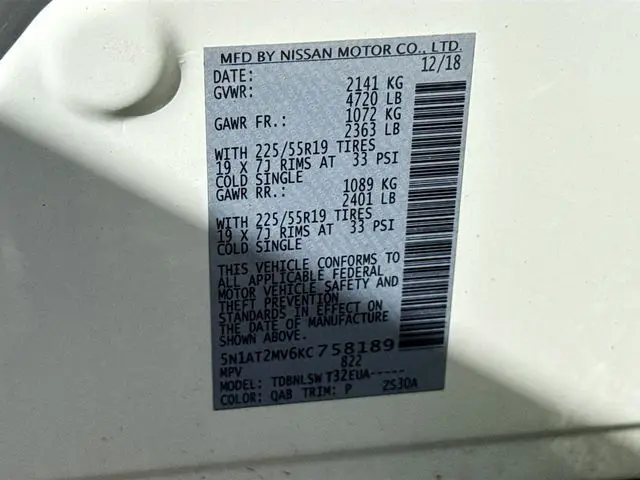 MFD BY NISSAN MOTOR CO., LTD.
DATE: 12/18
GVWR: 2141 KG
4720 LB
GAWR FR.: 1072 KG
2363 LB
WITH 225/55R19 TIRES
19 X 7J RIMS AT 33 PSI
COLD SINGLE
GAWR RR.: 1089 KG
2401 LB
WITH 225/55R19 TIRES
19 X 7J RIMS AT 33 PSI
COLD SINGLE
THIS VEHICLE CONFORMS TO
ALL APPLICABLE FEDERAL
MOTOR VEHICLE SAFETY AND
THEFT PREVENTION
STANDARDS IN EFFECT ON
THE DATE OF MANUFACTURE
SHOWN ABOVE.
5N1AT2MV6KC758189
MPV 822
MODEL: TDBNLSW T32EUA-----
COLOR: QAB TRIM: P ZS30A